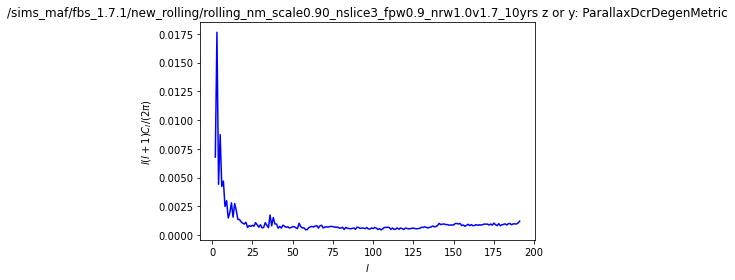 /sims_maf/fbs_1.7.1/new_rolling/rolling_nm_scale0.90_nslice3_fpw0.9_nrw1.0v1.7_10yrs z or y: ParallaxDcrDegenMetric
0.0175
0.0150
0.0125
0.0100
0.0075
0.0050
0.0025
0.0000
l(l + 1)C_l/(2π)
0 25 50 75 100 125 150 175 200
l